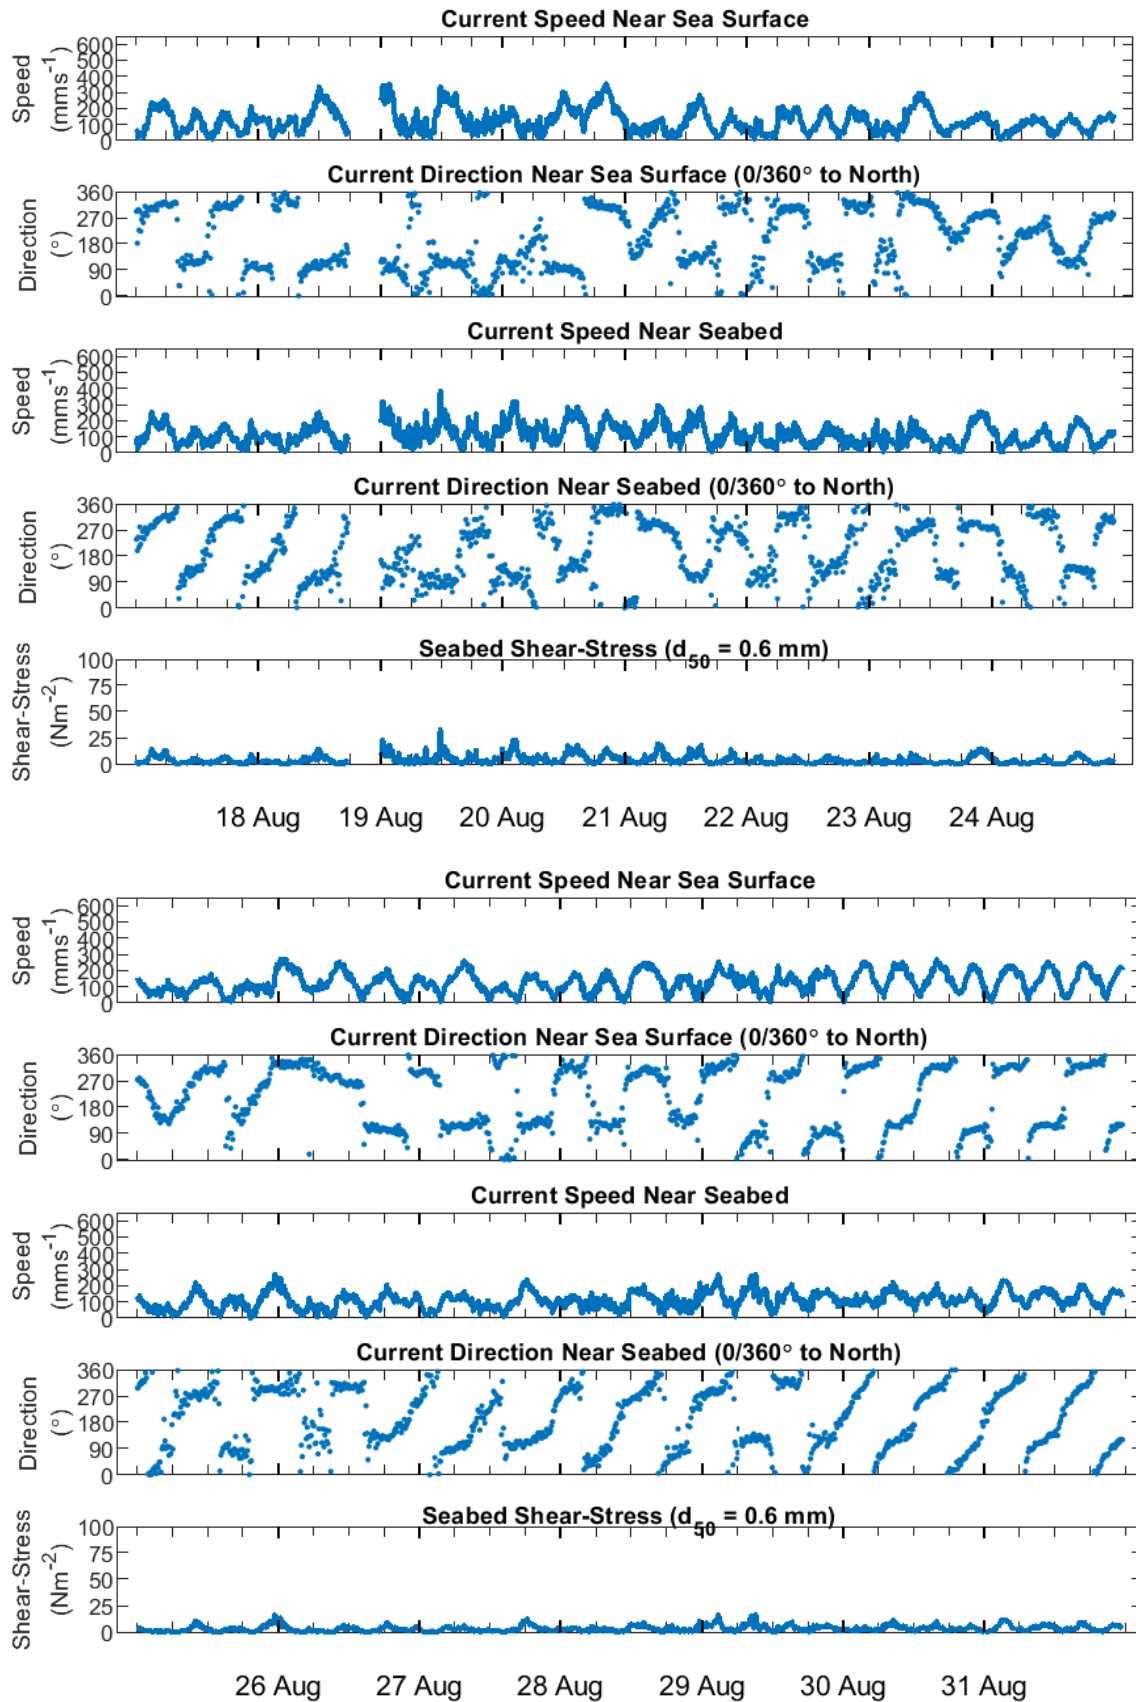 Current Speed Near Sea Surface
Speed
(mms-1)
600
500
400
300
200
100
0
Current Direction Near Sea Surface (0/360° to North)
Direction
(°)
360
270
180
90
0
Current Speed Near Seabed
Speed
(mms-1)
600
500
400
300
200
100
0
Current Direction Near Seabed (0/360° to North)
Direction
(°)
360
270
180
90
0
Seabed Shear-Stress (d50 = 0.6 mm)
Shear-Stress
(Nm-2)
100
75
50
25
0
18 Aug 19 Aug 20 Aug 21 Aug 22 Aug 23 Aug 24 Aug
Current Speed Near Sea Surface
Speed
(mms-1)
600
500
400
300
200
100
0
Current Direction Near Sea Surface (0/360° to North)
Direction
(°)
360
270
180
90
0
Current Speed Near Seabed
Speed
(mms-1)
600
500
400
300
200
100
0
Current Direction Near Seabed (0/360° to North)
Direction
(°)
360
270
180
90
0
Seabed Shear-Stress (d50 = 0.6 mm)
Shear-Stress
(Nm-2)
100
75
50
25
0
26 Aug 27 Aug 28 Aug 29 Aug 30 Aug 31 Aug